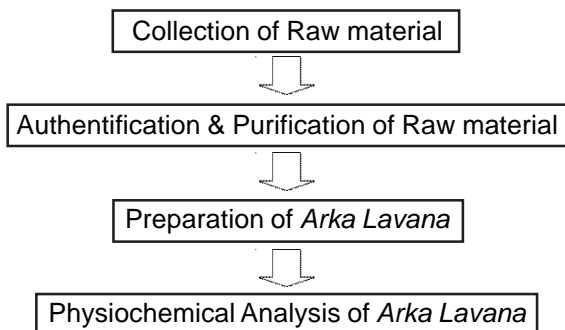 Collection of Raw material
Authentification & Purification of Raw material
Preparation of Arka Lavana
Physiochemical Analysis of Arka Lavana